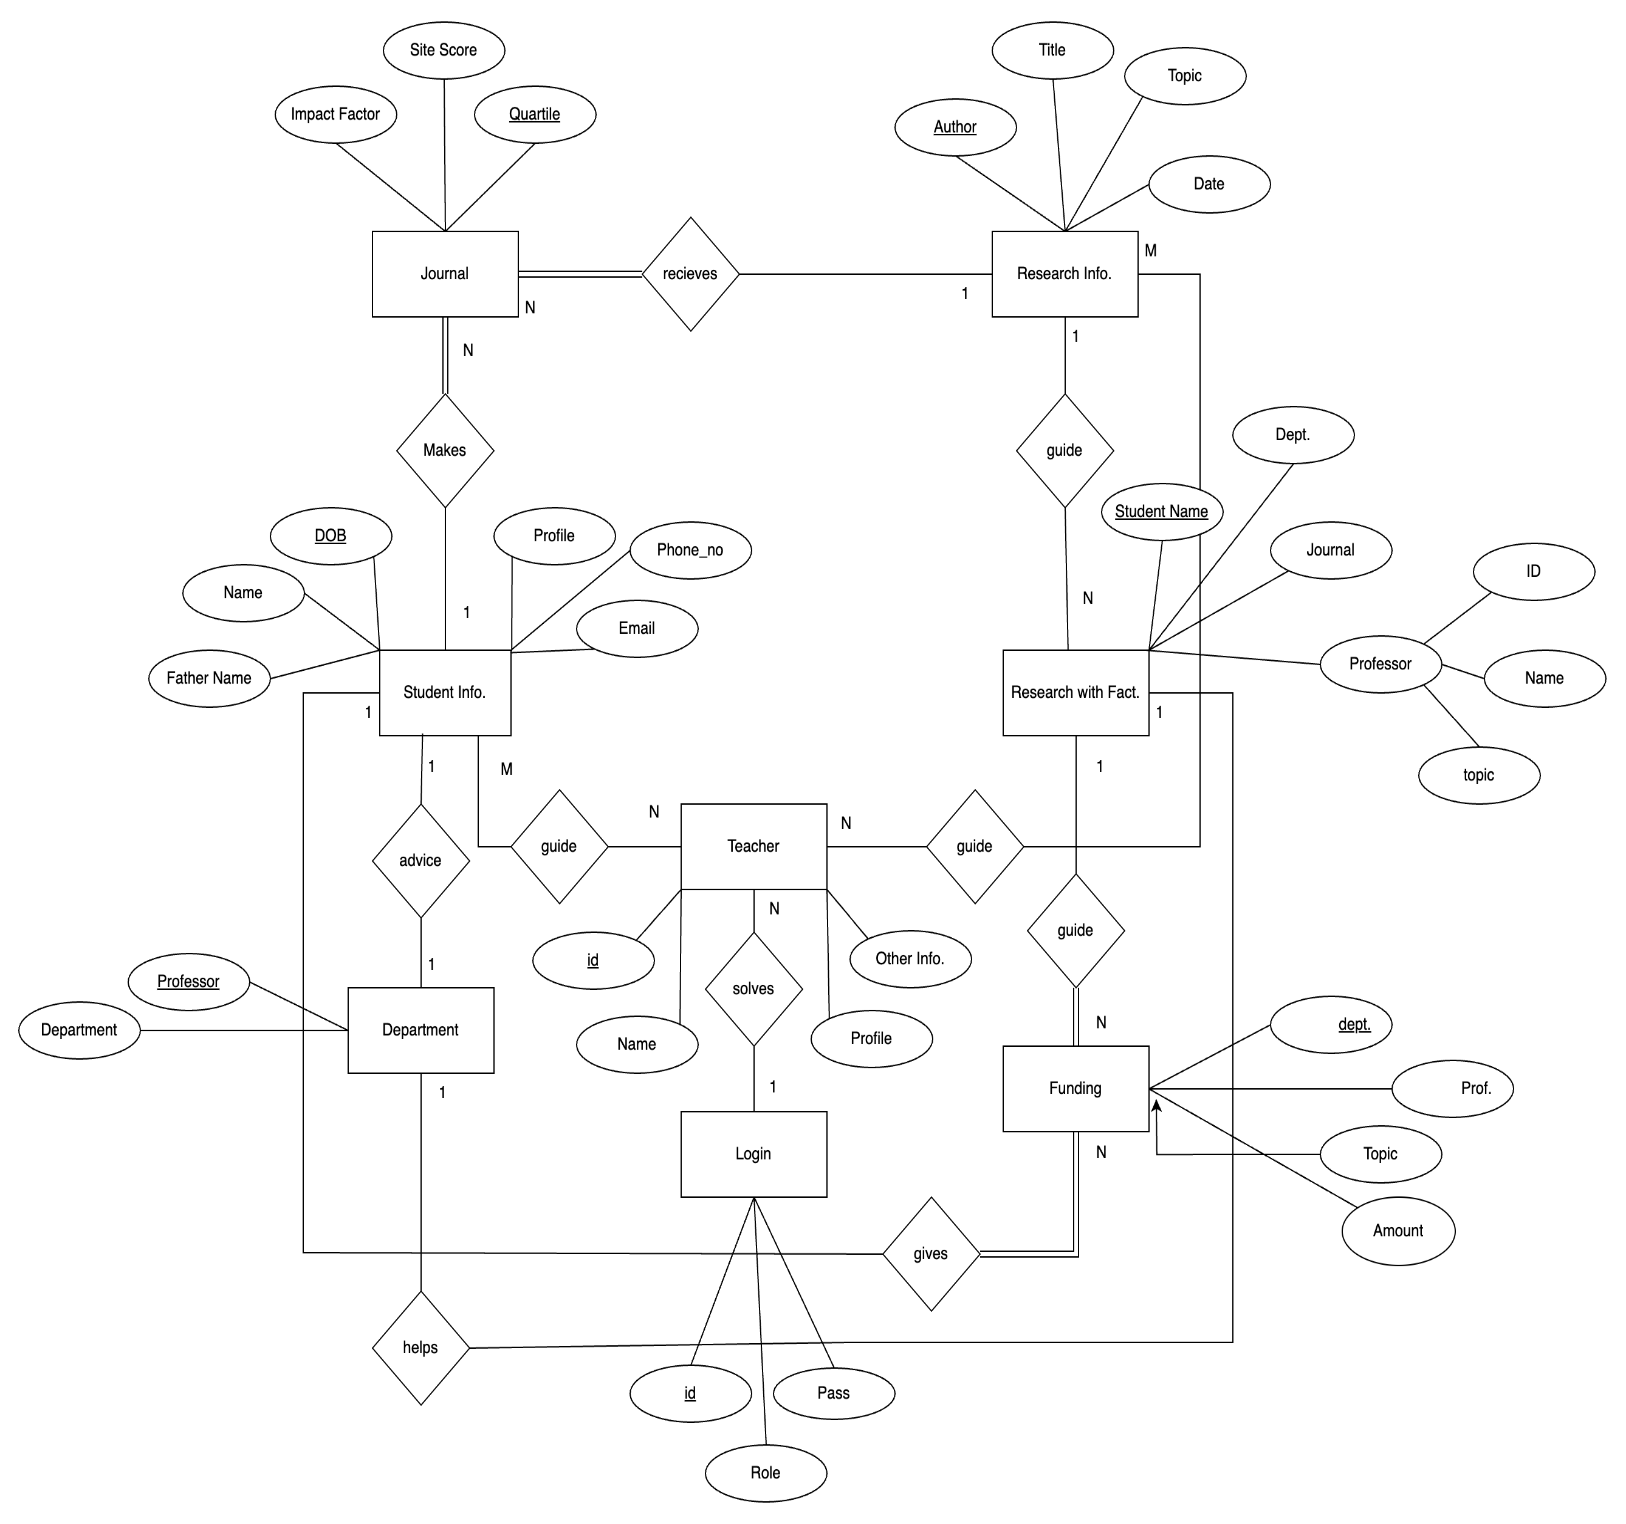 Site Score
Title
Topic
Impact Factor
Quartile
Author
Date
M
Journal
recieves
Research Info.
1
N
1
N
Dept.
Makes
guide
Student Name
DOB
Profile
Phone_no
Journal
ID
Name
N
1
Email
Professor
Name
Father Name
Student Info.
Research with Fact.
1
1
1
M
1
topic
N
N
guide
Teacher
guide
advice
N
guide
1
id
Other Info.
Professor
solves
N
dept.
Department
Department
Name
Profile
1
1
Funding
Prof.
Login
N
Topic
Amount
gives
helps
id
Pass
Role